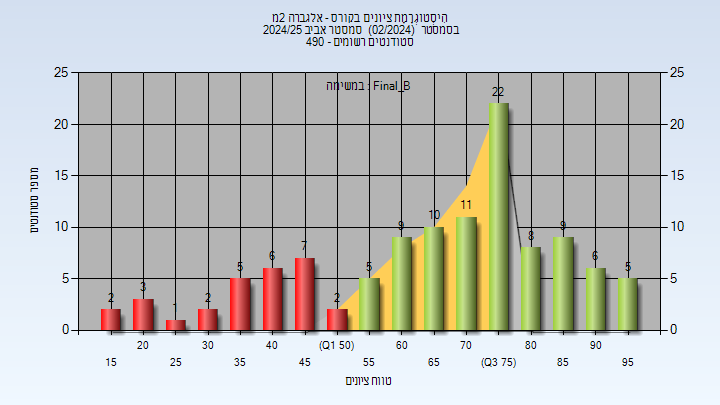 הִיסטוגרמת ציונים בקורס - אלגברה 2מ
בסמסטר (02/2024) סמסטר אביב 2024/25
סטודנטים רשומים - 490
במשימה : Final_B
מספר סטודנטים
25 25
20 20
15 15
10 10
5 5
0 0
2 3 1 2 5 6 7 2 5 9 10 11 22 8 9 6 5
20 30 40 (Q1 50) 60 70 80 90
15 25 35 45 55 65 (Q3 75) 85 95
טווח ציונים